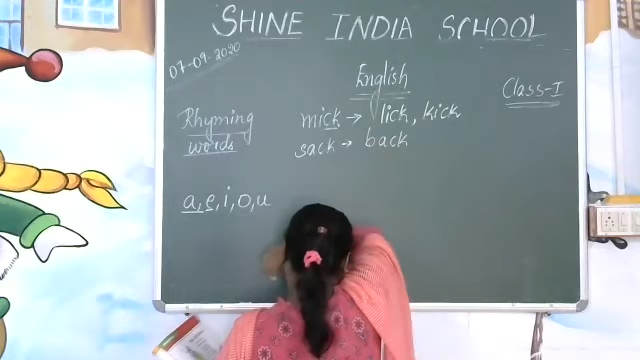 SHINE INDIA SCHOOL
07-09-2020
English
Class-I
Rhyming words
mick → lick, kick
sack → back
a, e, i, o, u